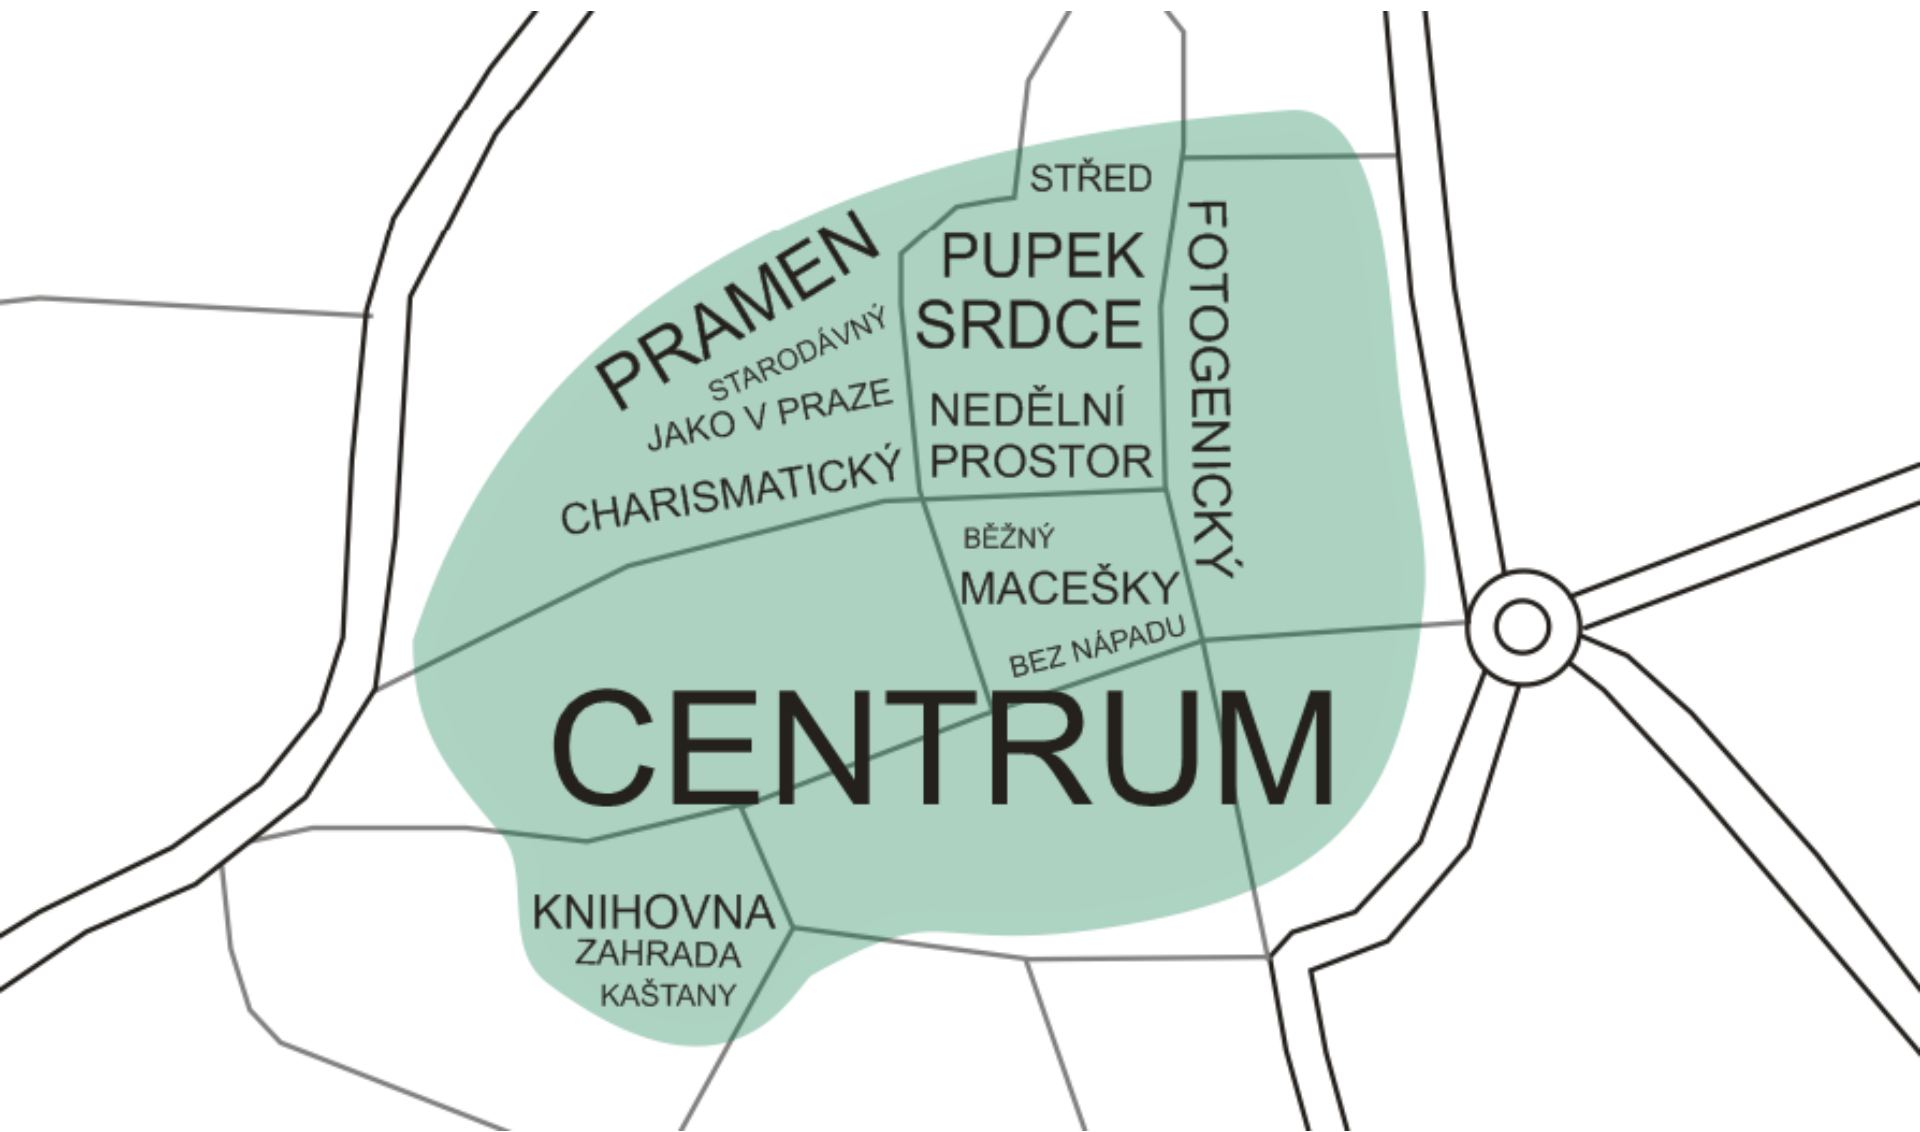 STŘED
PRAMEN
PUPEK
SRDCE
FOTOGENICKÝ
STARODÁVNÝ
JAKO V PRAZE
NEDĚLNÍ
PROSTOR
CHARISMATICKÝ
BĚŽNÝ
MACEŠKY
BEZ NÁPADU
CENTRUM
KNIHOVNA
ZAHRADA
KAŠTANY